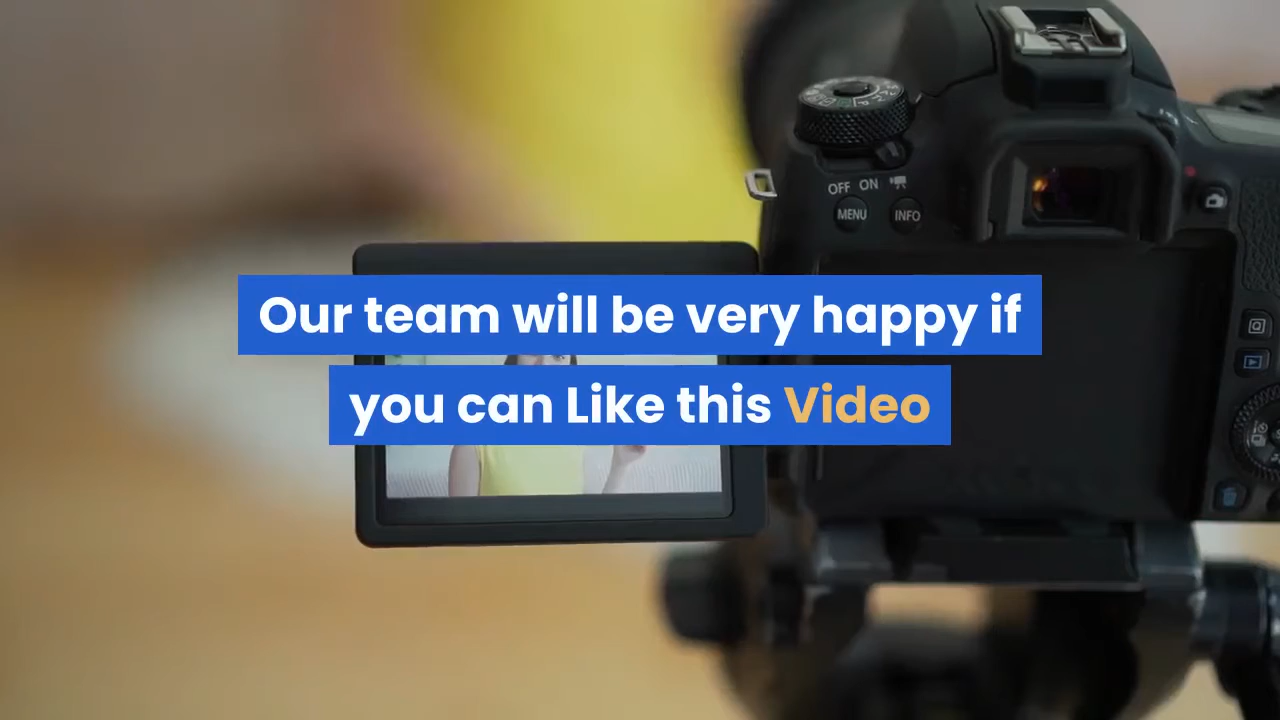 OFF ON
MENU INFO
Our team will be very happy if
you can Like this Video
Q